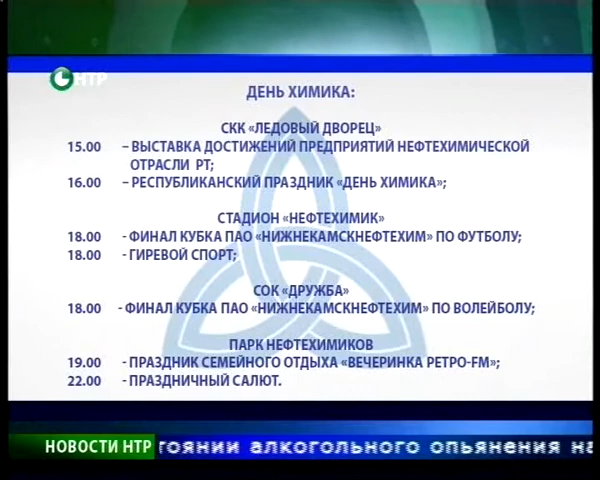 НТР
ДЕНЬ ХИМИКА:
СКК «ЛЕДОВЫЙ ДВОРЕЦ»
15.00 – ВЫСТАВКА ДОСТИЖЕНИЙ ПРЕДПРИЯТИЙ НЕФТЕХИМИЧЕСКОЙ
ОТРАСЛИ РТ;
16.00 – РЕСПУБЛИКАНСКИЙ ПРАЗДНИК «ДЕНЬ ХИМИКА»;
СТАДИОН «НЕФТЕХИМИК»
18.00 - ФИНАЛ КУБКА ПАО «НИЖНЕКАМСКНЕФТЕХИМ» ПО ФУТБОЛУ;
18.00 - ГИРЕВОЙ СПОРТ;
СОК «ДРУЖБА»
18.00 - ФИНАЛ КУБКА ПАО «НИЖНЕКАМСКНЕФТЕХИМ» ПО ВОЛЕЙБОЛУ;
ПАРК НЕФТЕХИМИКОВ
19.00 - ПРАЗДНИК СЕМЕЙНОГО ОТДЫХА «ВЕЧЕРИНКА РЕТРО-FM»;
22.00 - ПРАЗДНИЧНЫЙ САЛЮТ.
НОВОСТИ НТР тоянии алкогольного опьянения на